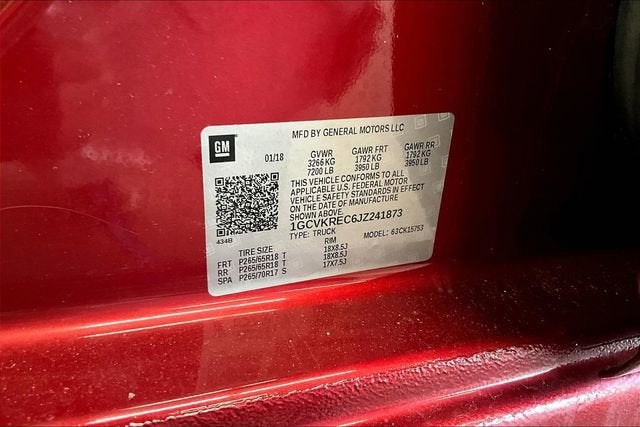 MFD BY GENERAL MOTORS LLC
GM
01/18 GVWR GAWR FRT GAWR RR
3266 KG 1792 KG 1792 KG
7200 LB 3950 LB 3950 LB
THIS VEHICLE CONFORMS TO ALL
APPLICABLE U.S. FEDERAL MOTOR
VEHICLE SAFETY STANDARDS IN EFFECT
ON THE DATE OF MANUFACTURE
SHOWN ABOVE
1GCVKREC6JZ241873
434B TYPE: TRUCK 63CK15753
TIRE SIZE RIM
FRT P265/65R18 T 18X8.5J
RR P265/65R18 T 18X8.5J
SPA P265/70R17 S 17X7.5J